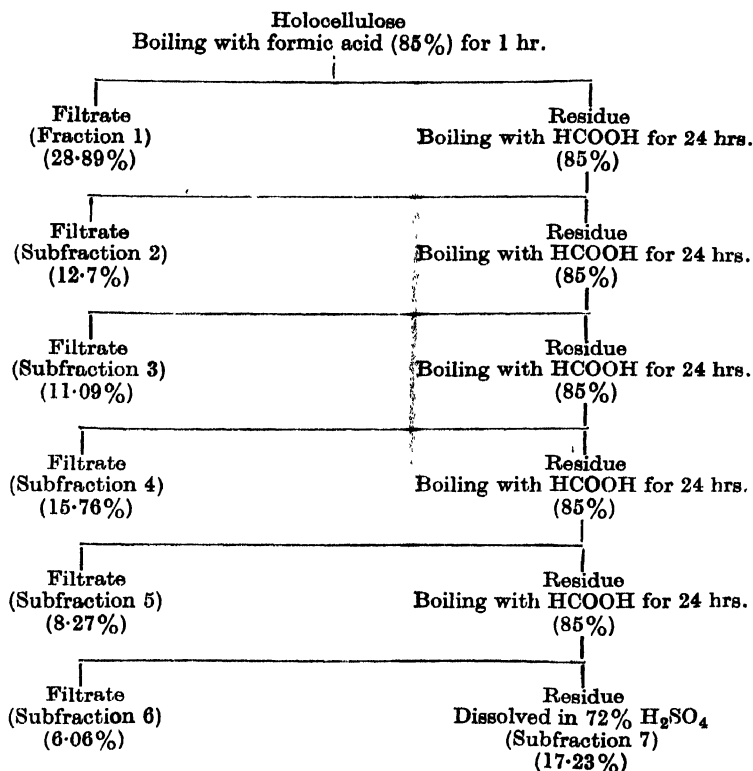 Holocellulose
Boiling with formic acid (85%) for 1 hr.
Filtrate
(Fraction 1)
(28·89%)
Residue
Boiling with HCOOH for 24 hrs.
(85%)
Filtrate
(Subfraction 2)
(12·7%)
Residue
Boiling with HCOOH for 24 hrs.
(85%)
Filtrate
(Subfraction 3)
(11·09%)
Residue
Boiling with HCOOH for 24 hrs.
(85%)
Filtrate
(Subfraction 4)
(15·76%)
Residue
Boiling with HCOOH for 24 hrs.
(85%)
Filtrate
(Subfraction 5)
(8·27%)
Residue
Boiling with HCOOH for 24 hrs.
(85%)
Filtrate
(Subfraction 6)
(6·06%)
Residue
Dissolved in 72% H₂SO₄
(Subfraction 7)
(17·23%)